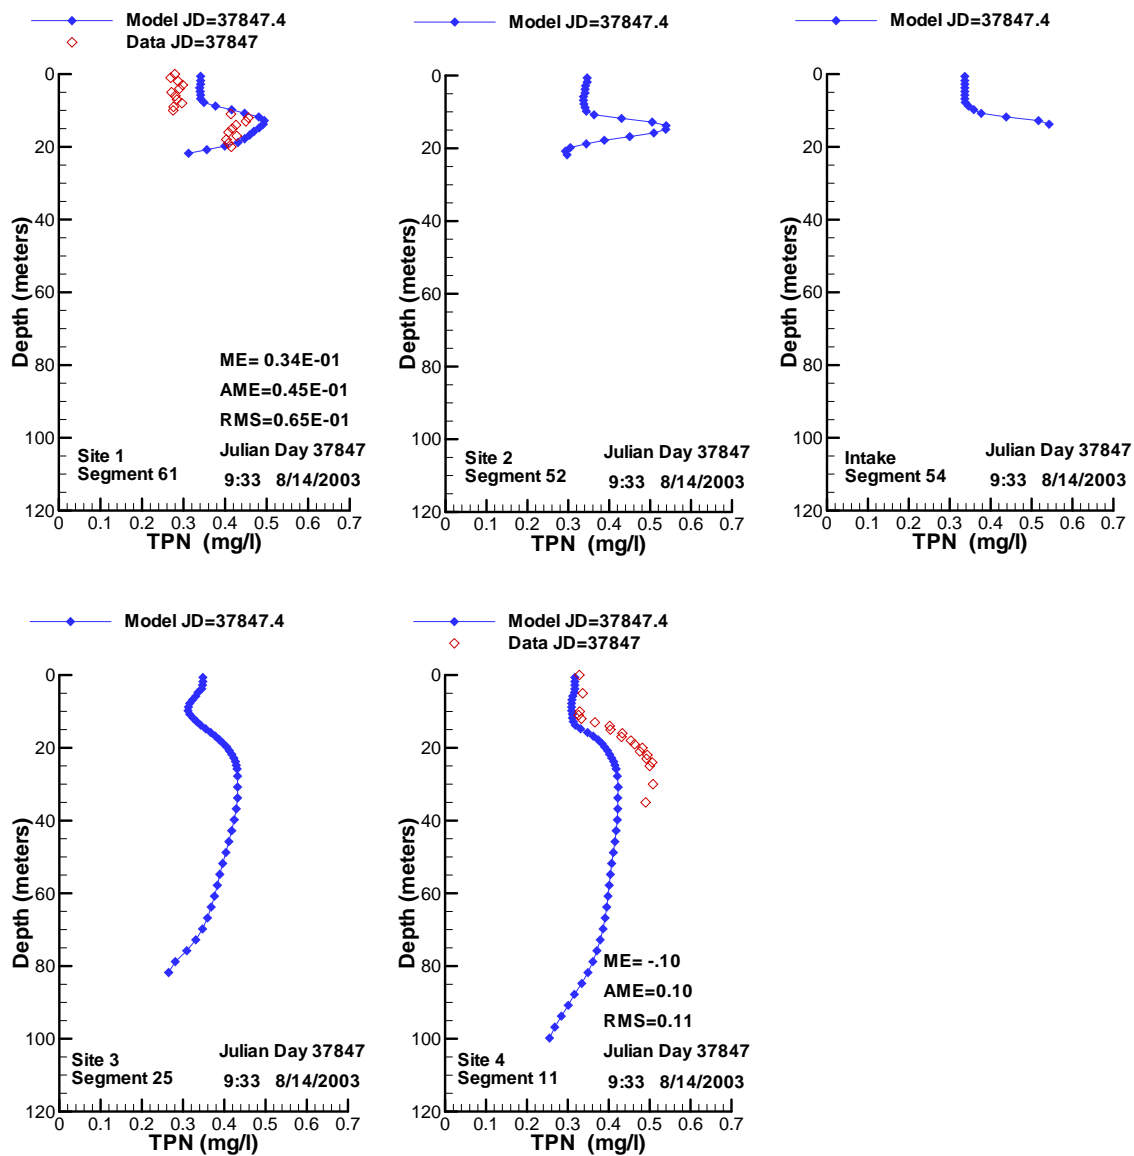 Model JD=37847.4
Data JD=37847
0
20
40
60
80
100
120
Depth (meters)
ME= 0.34E-01
AME=0.45E-01
RMS=0.65E-01
Site 1
Segment 61
Julian Day 37847
9:33 8/14/2003
0 0.1 0.2 0.3 0.4 0.5 0.6 0.7
TPN (mg/l)
Model JD=37847.4
0
20
40
60
80
100
120
Depth (meters)
Site 2
Segment 52
Julian Day 37847
9:33 8/14/2003
0 0.1 0.2 0.3 0.4 0.5 0.6 0.7
TPN (mg/l)
Model JD=37847.4
0
20
40
60
80
100
120
Depth (meters)
Intake
Segment 54
Julian Day 37847
9:33 8/14/2003
0 0.1 0.2 0.3 0.4 0.5 0.6 0.7
TPN (mg/l)
Model JD=37847.4
0
20
40
60
80
100
120
Depth (meters)
Site 3
Segment 25
Julian Day 37847
9:33 8/14/2003
0 0.1 0.2 0.3 0.4 0.5 0.6 0.7
TPN (mg/l)
Model JD=37847.4
Data JD=37847
0
20
40
60
80
100
120
Depth (meters)
ME= -.10
AME=0.10
RMS=0.11
Site 4
Segment 11
Julian Day 37847
9:33 8/14/2003
0 0.1 0.2 0.3 0.4 0.5 0.6 0.7
TPN (mg/l)